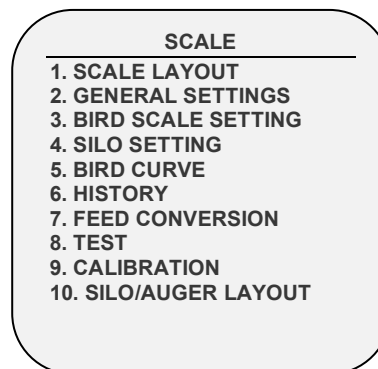 SCALE
1. SCALE LAYOUT
2. GENERAL SETTINGS
3. BIRD SCALE SETTING
4. SILO SETTING
5. BIRD CURVE
6. HISTORY
7. FEED CONVERSION
8. TEST
9. CALIBRATION
10. SILO/AUGER LAYOUT